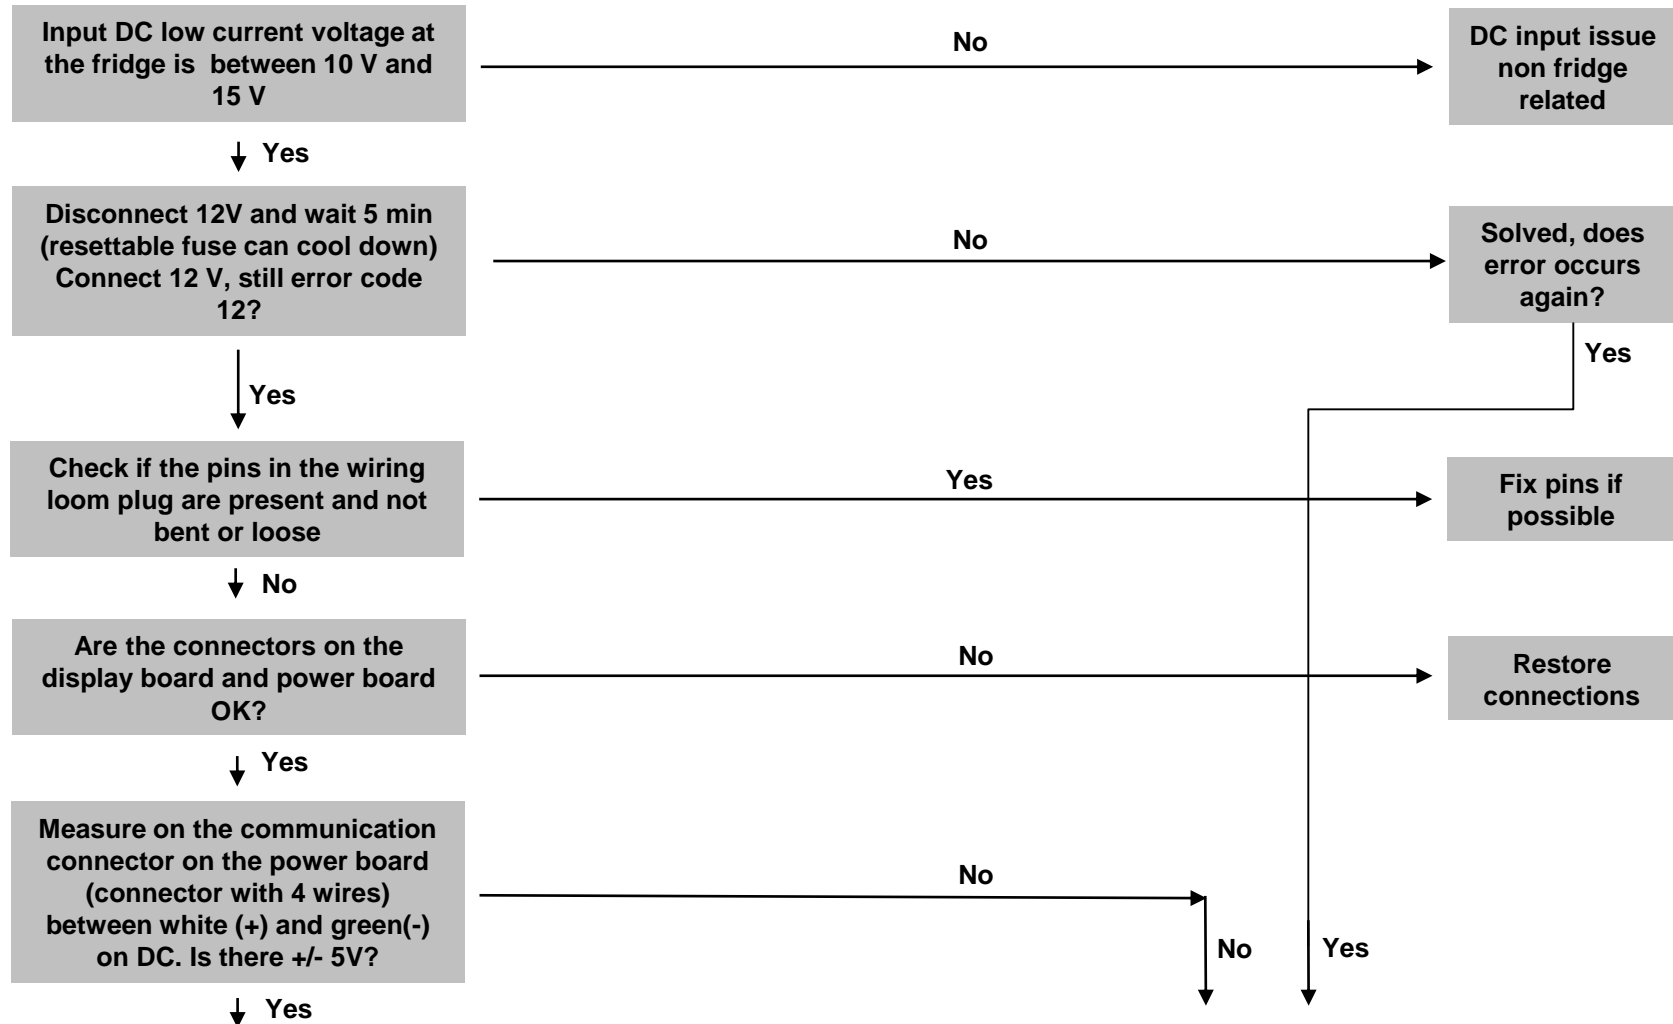 Input DC low current voltage at
the fridge is  between 10 V and
15 V
No
DC input issue
non fridge
related
Yes
Disconnect 12V and wait 5 min
(resettable fuse can cool down)
Connect 12 V, still error code
12?
No
Solved, does
error occurs
again?
Yes
Yes
Check if the pins in the wiring
loom plug are present and not
bent or loose
Yes
Fix pins if
possible
No
Are the connectors on the
display board and power board
OK?
No
Restore
connections
Yes
Measure on the communication
connector on the power board
(connector with 4 wires)
between white (+) and green(-)
on DC. Is there +/- 5V?
No
No
Yes
Yes